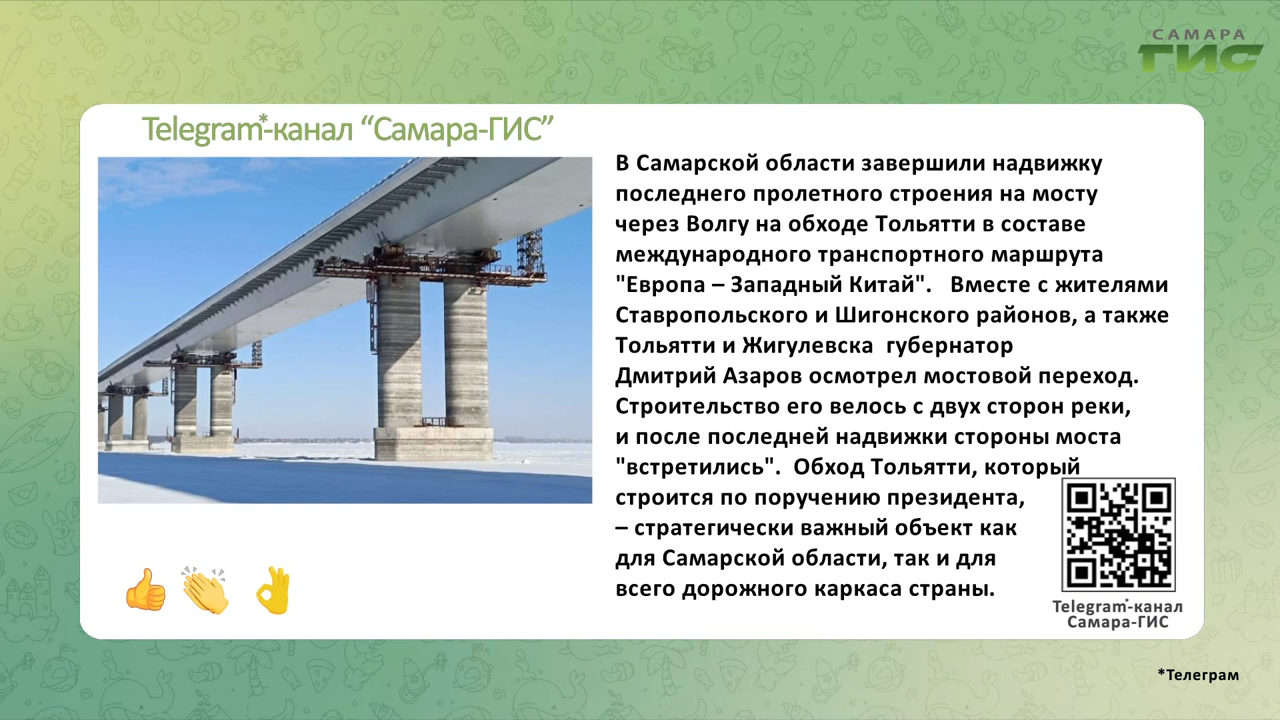 САМАРА
ГИС
Telegram*-канал “Самара-ГИС”
В Самарской области завершили надвижку
последнего пролетного строения на мосту
через Волгу на обходе Тольятти в составе
международного транспортного маршрута
"Европа – Западный Китай". Вместе с жителями
Ставропольского и Шигонского районов, а также
Тольятти и Жигулевска губернатор
Дмитрий Азаров осмотрел мостовой переход.
Строительство его велось с двух сторон реки,
и после последней надвижки стороны моста
"встретились". Обход Тольятти, который
строится по поручению президента,
– стратегически важный объект как
для Самарской области, так и для
всего дорожного каркаса страны.
Telegram*-канал
Самара-ГИС
*Телеграм